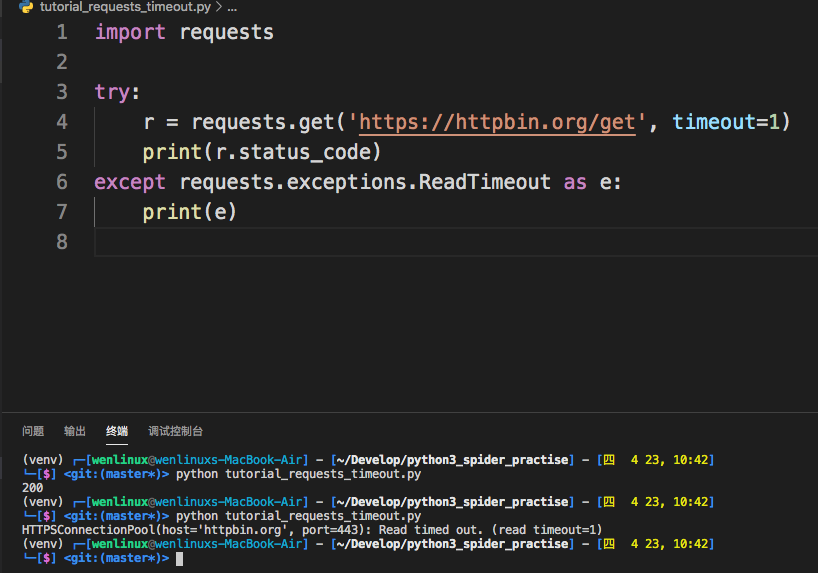 tutorial_requests_timeout.py > ...
1 import requests
2
3 try:
4     r = requests.get('https://httpbin.org/get', timeout=1)
5     print(r.status_code)
6 except requests.exceptions.ReadTimeout as e:
7     print(e)
8
问题 输出 终端 调试控制台
(venv) ┌─[wenlinux@wenlinuxs-MacBook-Air] - [~/Develop/python3_spider_practise] - [四  4 23, 10:42]
└─[$] <git:(master*)> python tutorial_requests_timeout.py
200
(venv) ┌─[wenlinux@wenlinuxs-MacBook-Air] - [~/Develop/python3_spider_practise] - [四  4 23, 10:42]
└─[$] <git:(master*)> python tutorial_requests_timeout.py
HTTPSConnectionPool(host='httpbin.org', port=443): Read timed out. (read timeout=1)
(venv) ┌─[wenlinux@wenlinuxs-MacBook-Air] - [~/Develop/python3_spider_practise] - [四  4 23, 10:42]
└─[$] <git:(master*)>